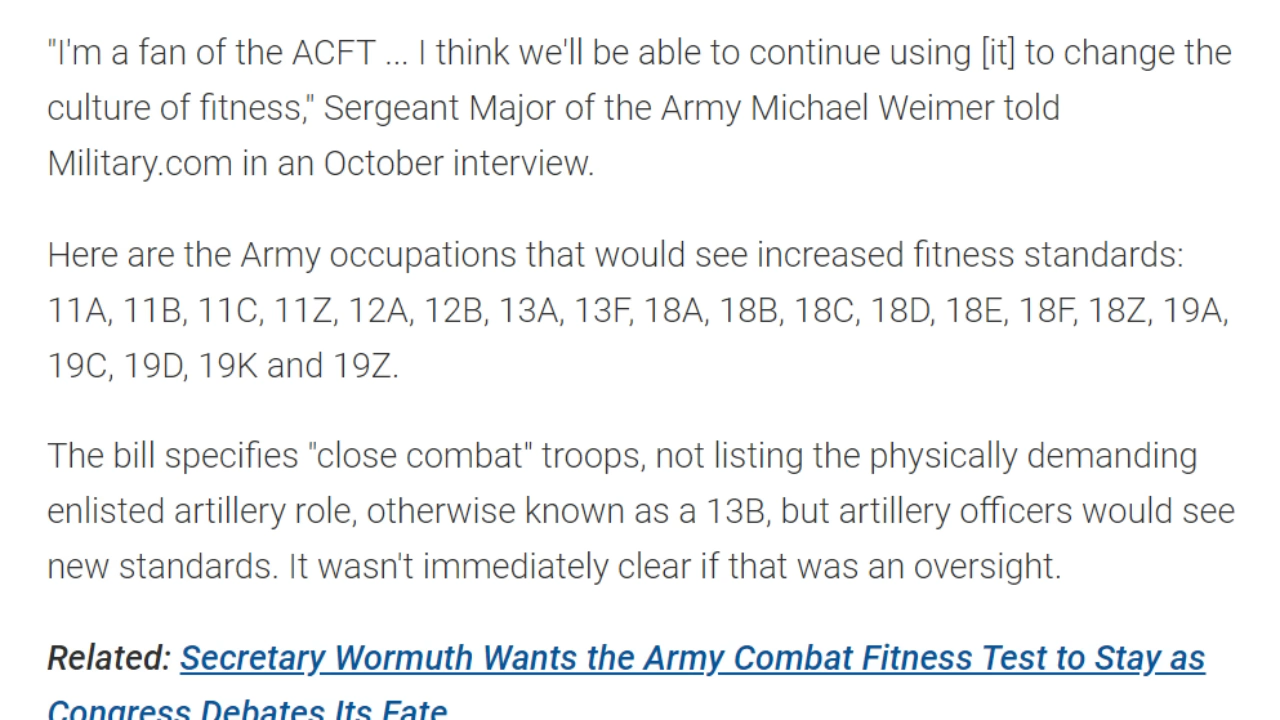 "I'm a fan of the ACFT ... I think we'll be able to continue using [it] to change the
culture of fitness," Sergeant Major of the Army Michael Weimer told
Military.com in an October interview.
Here are the Army occupations that would see increased fitness standards:
11A, 11B, 11C, 11Z, 12A, 12B, 13A, 13F, 18A, 18B, 18C, 18D, 18E, 18F, 18Z, 19A,
19C, 19D, 19K and 19Z.
The bill specifies "close combat" troops, not listing the physically demanding
enlisted artillery role, otherwise known as a 13B, but artillery officers would see
new standards. It wasn't immediately clear if that was an oversight.
Related: Secretary Wormuth Wants the Army Combat Fitness Test to Stay as
Congress Debates Its Fate